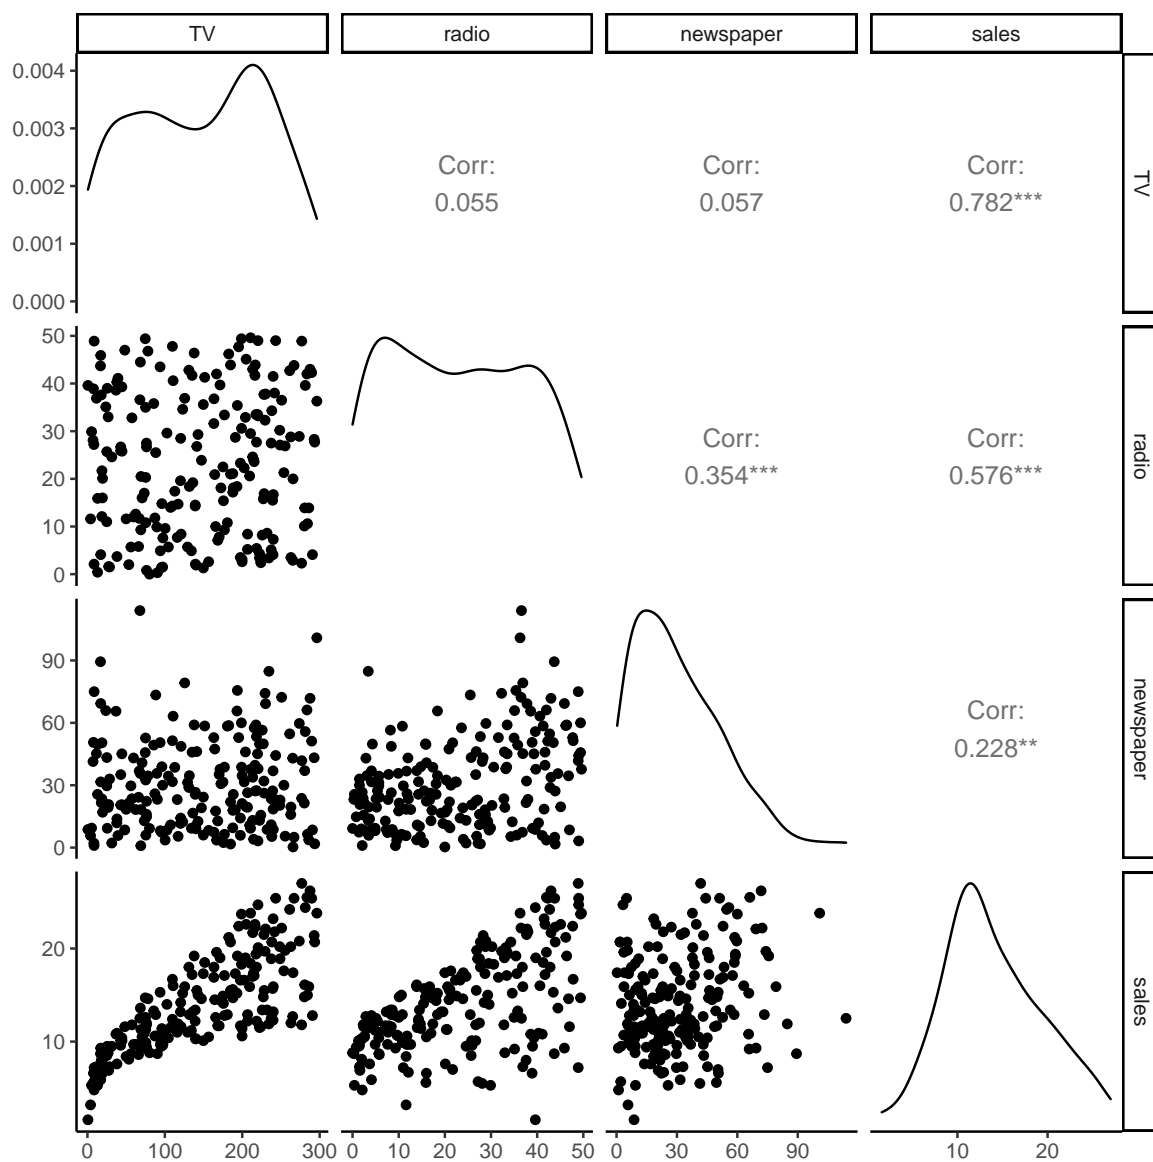 TV radio newspaper sales
0.004
0.003
0.002
0.001
0.000
Corr:
0.055
Corr:
0.057
Corr:
0.782***
TV
50
40
30
20
10
0
Corr:
0.354***
Corr:
0.576***
radio
90
60
30
0
Corr:
0.228**
newspaper
20
10
sales
0 100 200 300 0 10 20 30 40 50 0 30 60 90 10 20